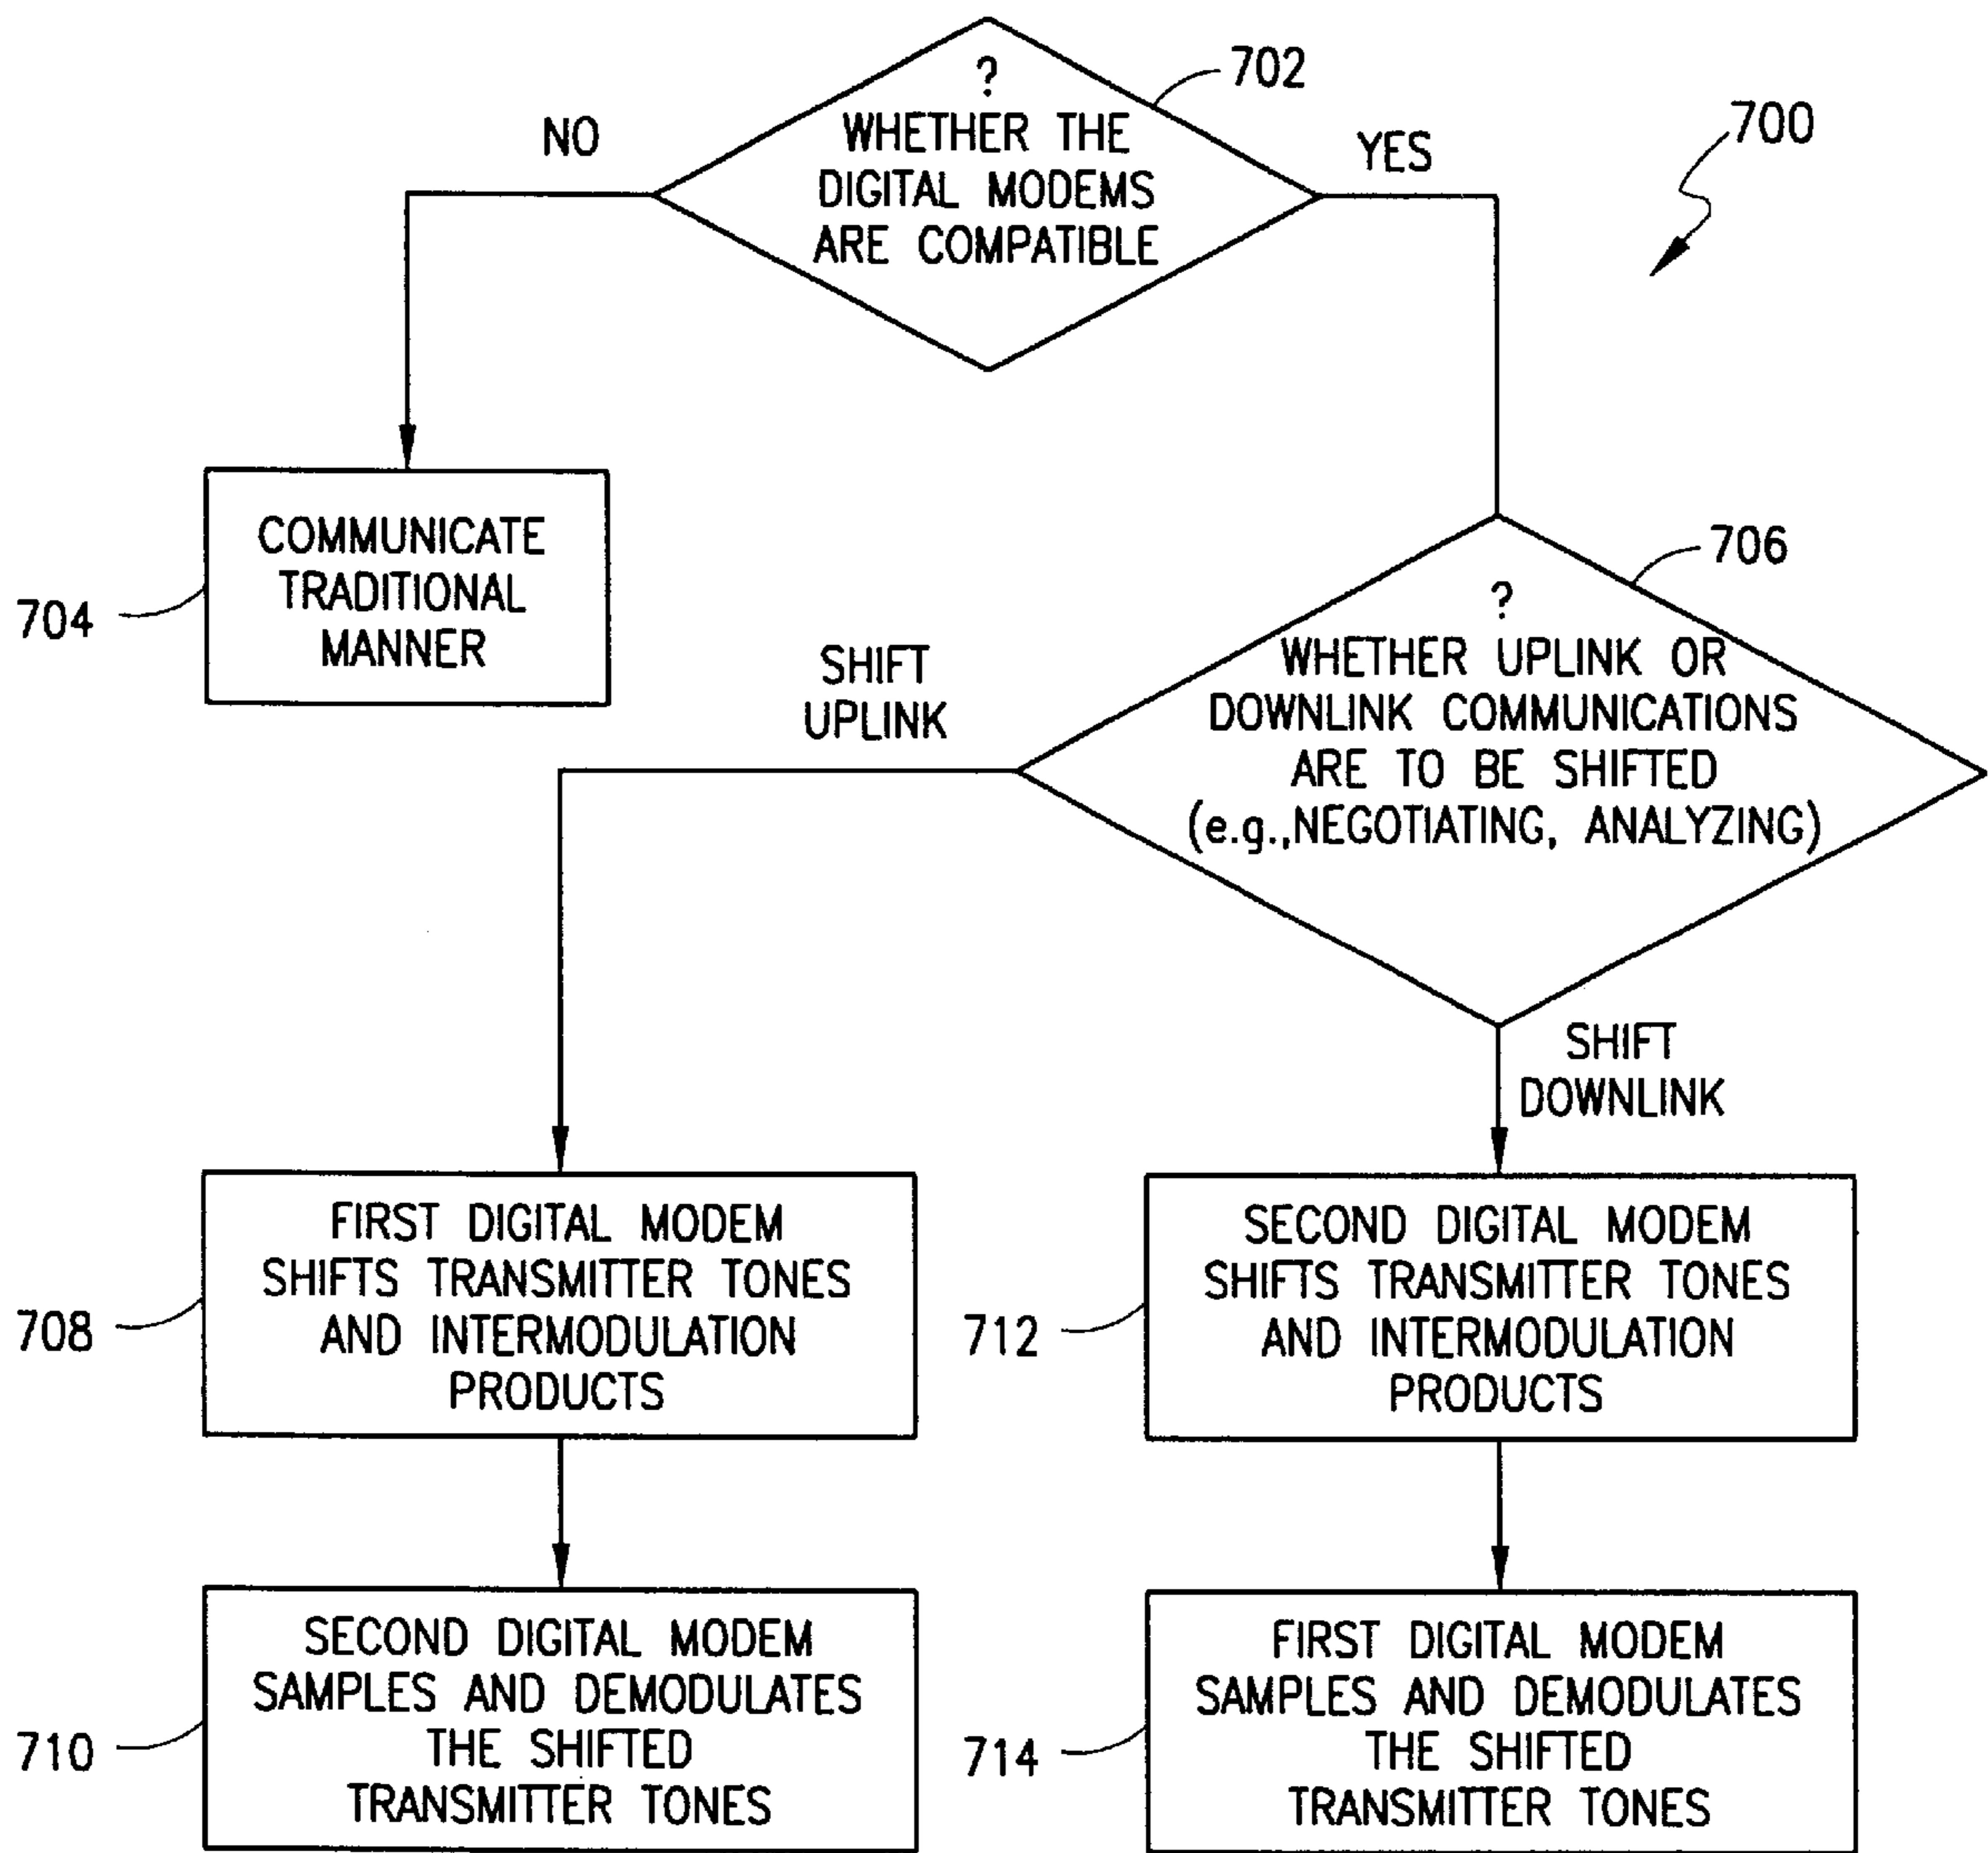 ?
WHETHER THE
DIGITAL MODEMS
ARE COMPATIBLE
702
700
NO
YES
COMMUNICATE
TRADITIONAL
MANNER
704
706
?
WHETHER UPLINK OR
DOWNLINK COMMUNICATIONS
ARE TO BE SHIFTED
(e.g.,NEGOTIATING, ANALYZING)
SHIFT
UPLINK
SHIFT
DOWNLINK
FIRST DIGITAL MODEM
SHIFTS TRANSMITTER TONES
AND INTERMODULATION
PRODUCTS
708
SECOND DIGITAL MODEM
SHIFTS TRANSMITTER TONES
AND INTERMODULATION
PRODUCTS
712
SECOND DIGITAL MODEM
SAMPLES AND DEMODULATES
THE SHIFTED
TRANSMITTER TONES
710
FIRST DIGITAL MODEM
SAMPLES AND DEMODULATES
THE SHIFTED
TRANSMITTER TONES
714